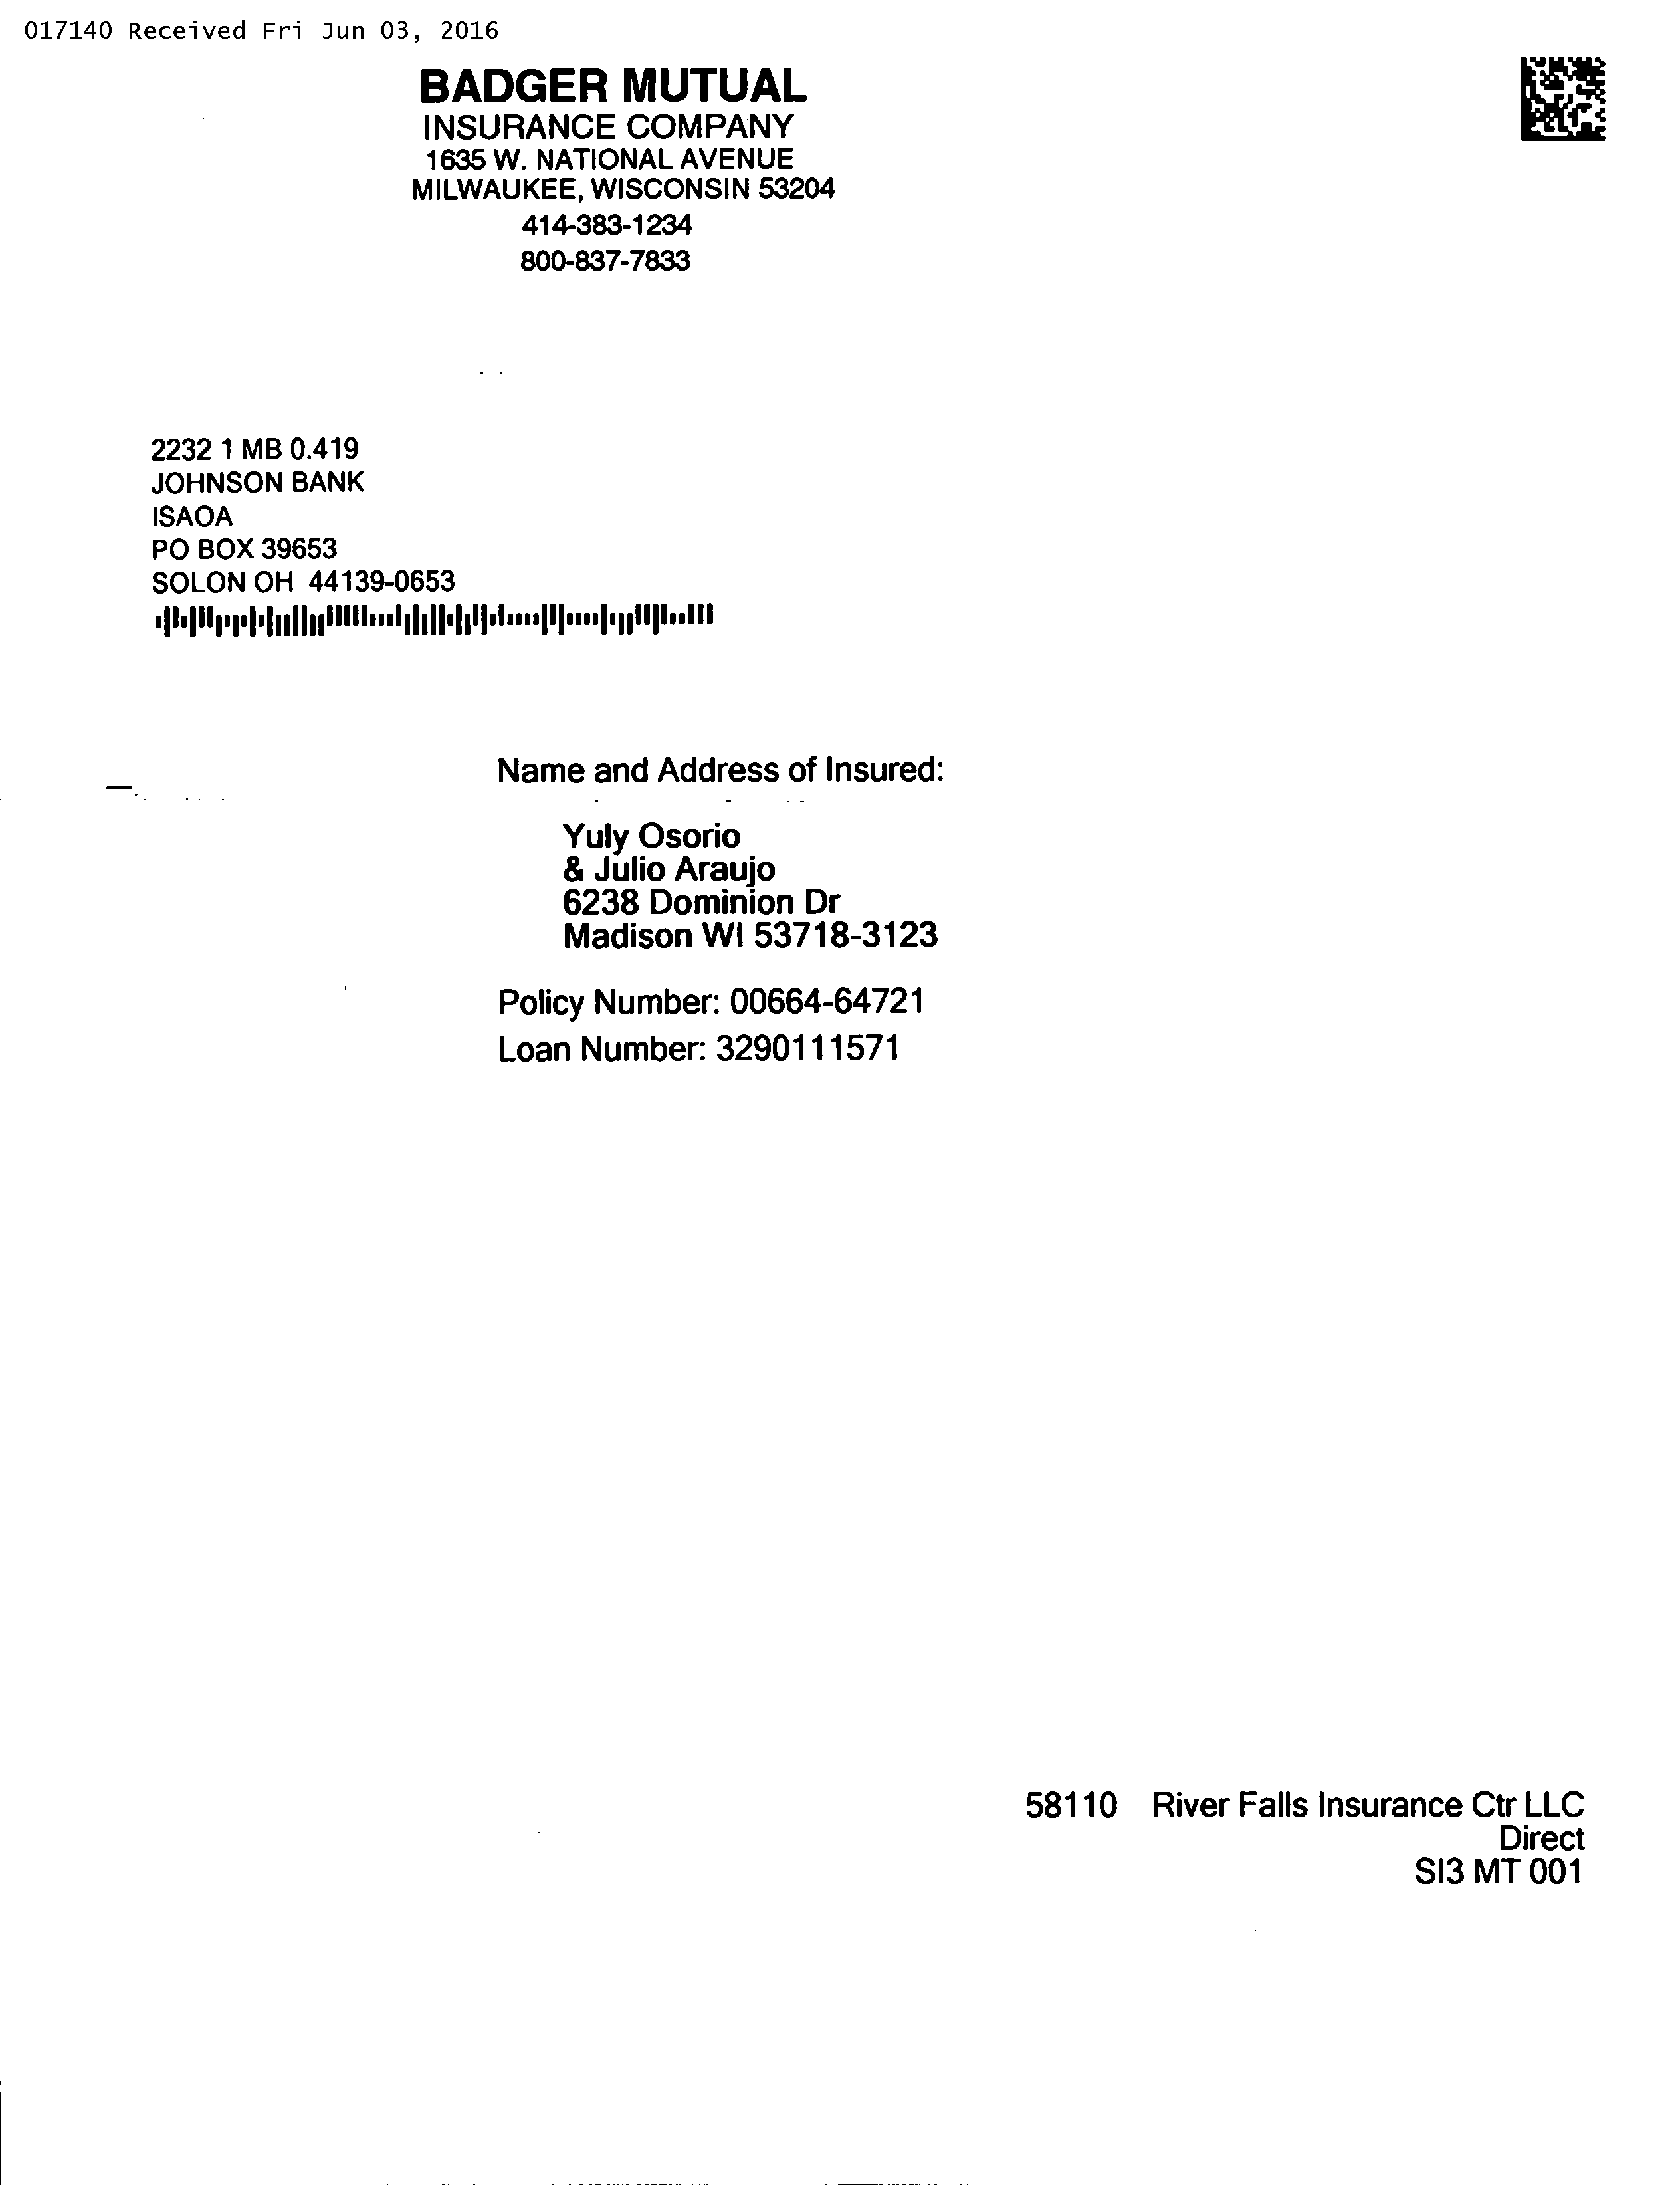 017140 Received Fri Jun 03, 2016
BADGER MUTUAL
INSURANCE COMPANY
1635 W. NATIONAL AVENUE
MILWAUKEE, WISCONSIN 53204
414-383-1234
800-837-7833
2232 1 MB 0.419
JOHNSON BANK
ISAOA
PO BOX 39653
SOLON OH 44139-0653
Name and Address of Insured:
Yuly Osorio
& Julio Araujo
6238 Dominion Dr
Madison WI 53718-3123
Policy Number: 00664-64721
Loan Number: 3290111571
58110 River Falls Insurance Ctr LLC
Direct
SI3 MT 001